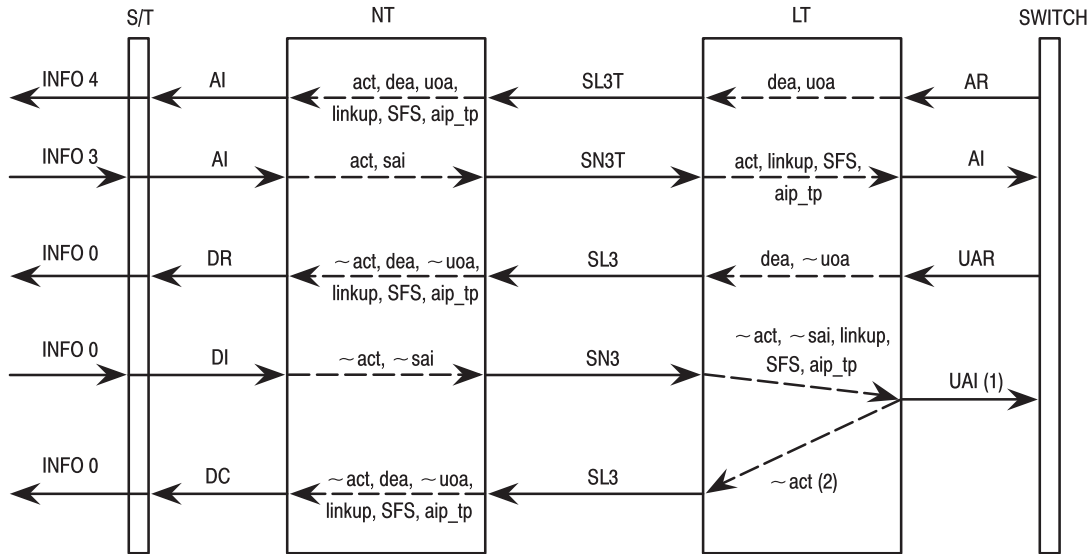 S/T NT LT SWITCH
INFO 4 AI act, dea, uoa, SL3T dea, uoa AR
linkup, SFS, aip_tp
INFO 3 AI act, sai SN3T act, linkup, SFS, AI
aip_tp
INFO 0 DR ~act, dea, ~uoa, SL3 dea, ~uoa UAR
linkup, SFS, aip_tp
INFO 0 DI ~act, ~sai SN3 ~act, ~sai, linkup,
SFS, aip_tp
UAI (1)
INFO 0 DC ~act, dea, ~uoa, SL3 ~act (2)
linkup, SFS, aip_tp